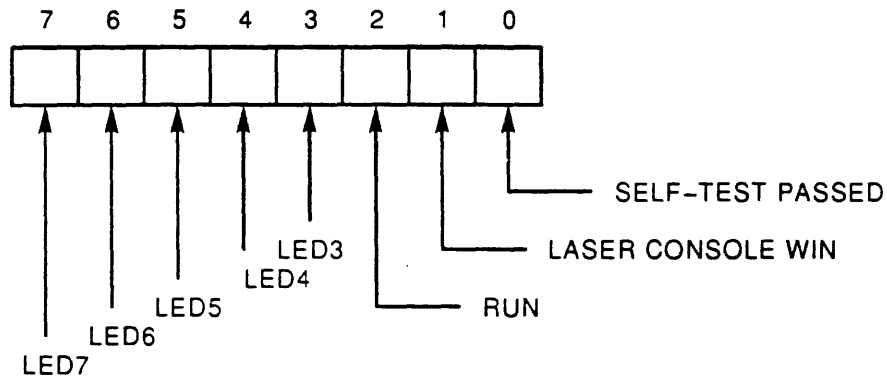 7 6 5 4 3 2 1 0
SELF-TEST PASSED
LED3
LASER CONSOLE WIN
LED4
LED5
RUN
LED6
LED7